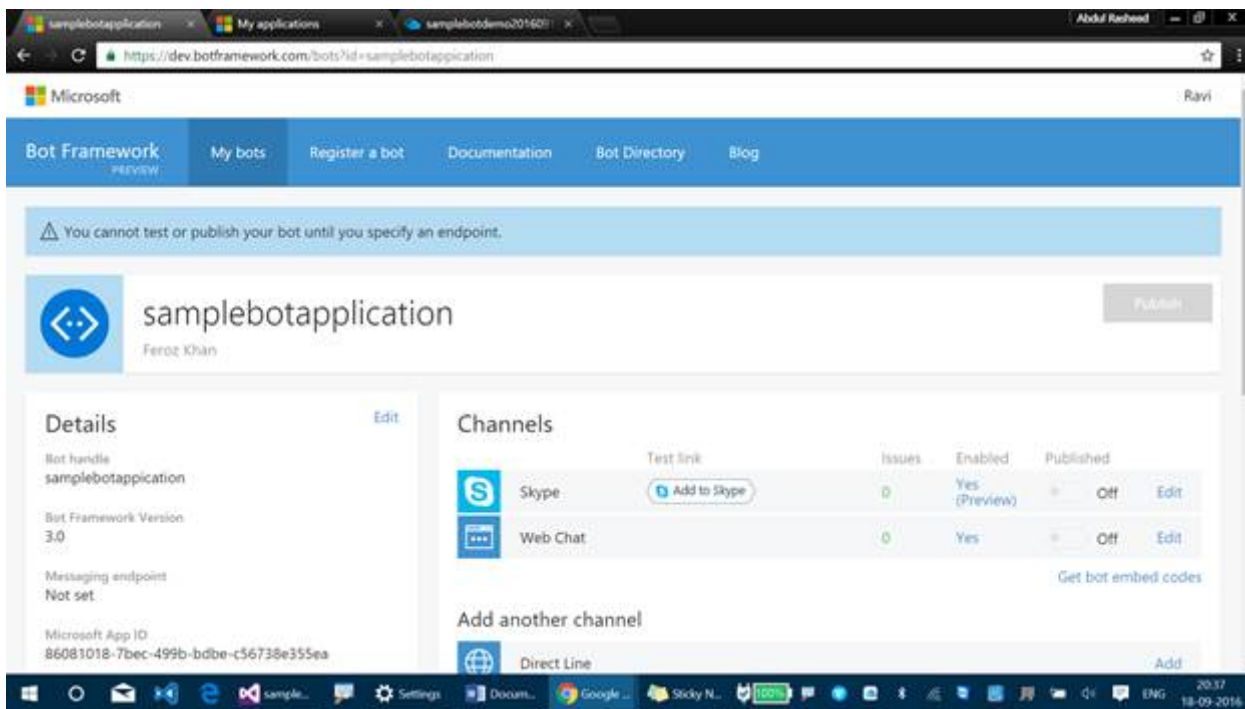 samplebotapplication
My applications
samplebotdemo201609
Abdul Rasheed
https://dev.botframework.com/bots?id=samplebotappication
Microsoft
Ravi
Bot Framework
PREVIEW
My bots
Register a bot
Documentation
Bot Directory
Blog
You cannot test or publish your bot until you specify an endpoint.
samplebotapplication
Feroz Khan
Publish
Details
Edit
Bot handle
samplebotappication
Bot Framework Version
3.0
Messaging endpoint
Not set
Microsoft App ID
86081018-7bec-499b-bdbe-c56738e355ea
Channels
Test link
Issues
Enabled
Published
Skype
Add to Skype
0
Yes
(Preview)
Off
Edit
Web Chat
0
Yes
Off
Edit
Get bot embed codes
Add another channel
Direct Line
Add
sample...
Settings
Docum...
Google ...
Sticky N...
100%
ENG
20:37
18-09-2016